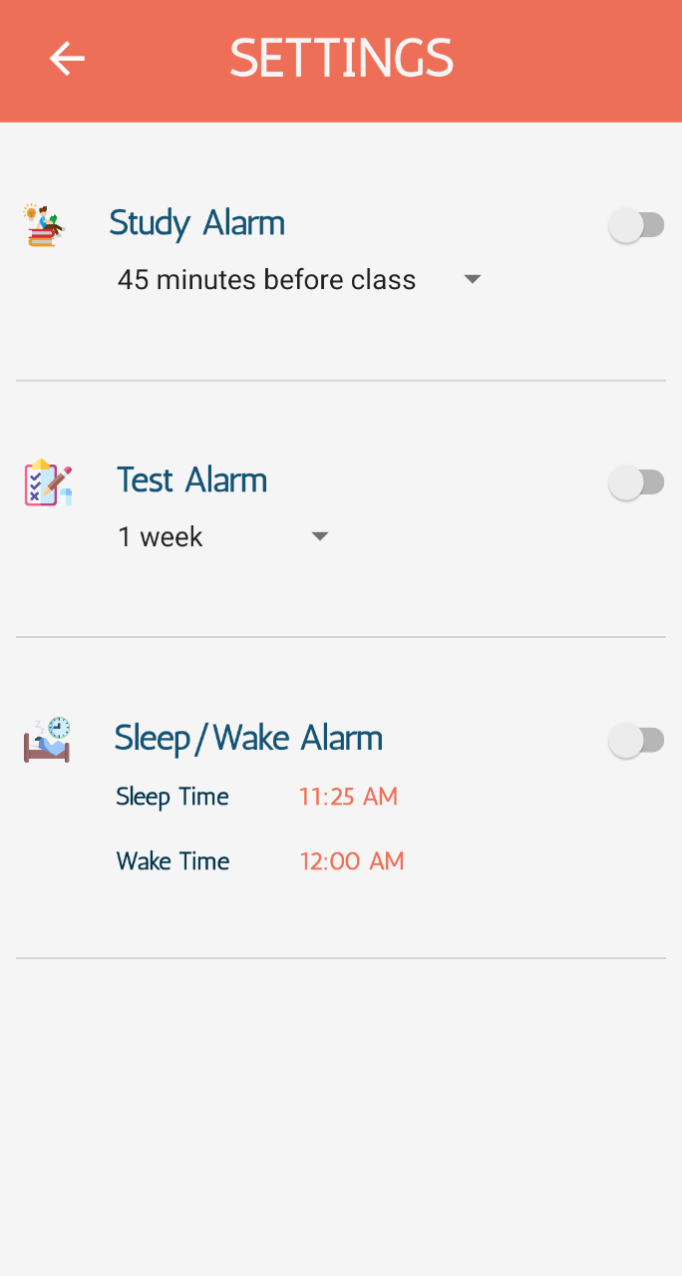 SETTINGS
Study Alarm
45 minutes before class
Test Alarm
1 week
Sleep/Wake Alarm
Sleep Time 11:25 AM
Wake Time 12:00 AM